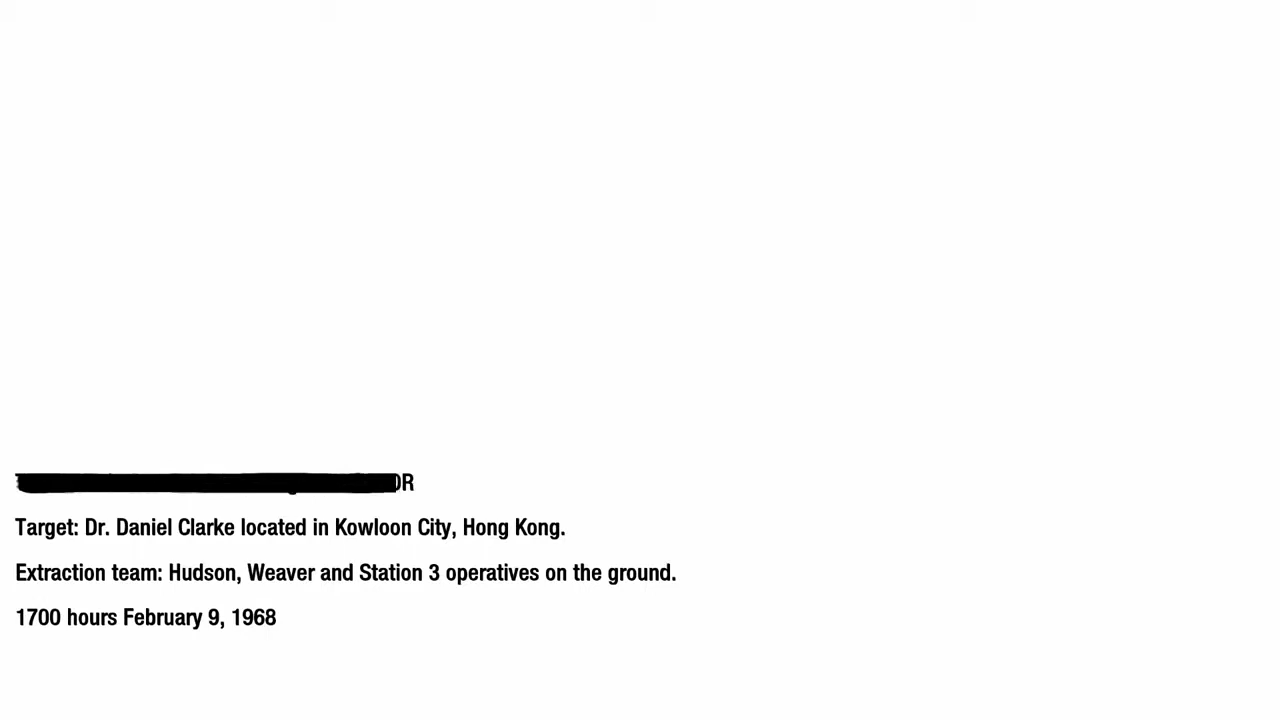 Target: Dr. Daniel Clarke located in Kowloon City, Hong Kong.
Extraction team: Hudson, Weaver and Station 3 operatives on the ground.
1700 hours February 9, 1968